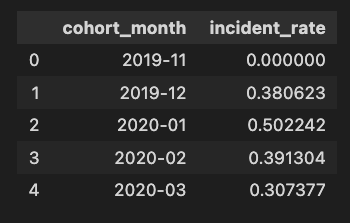 cohort_month incident_rate
0 2019-11 0.000000
1 2019-12 0.380623
2 2020-01 0.502242
3 2020-02 0.391304
4 2020-03 0.307377